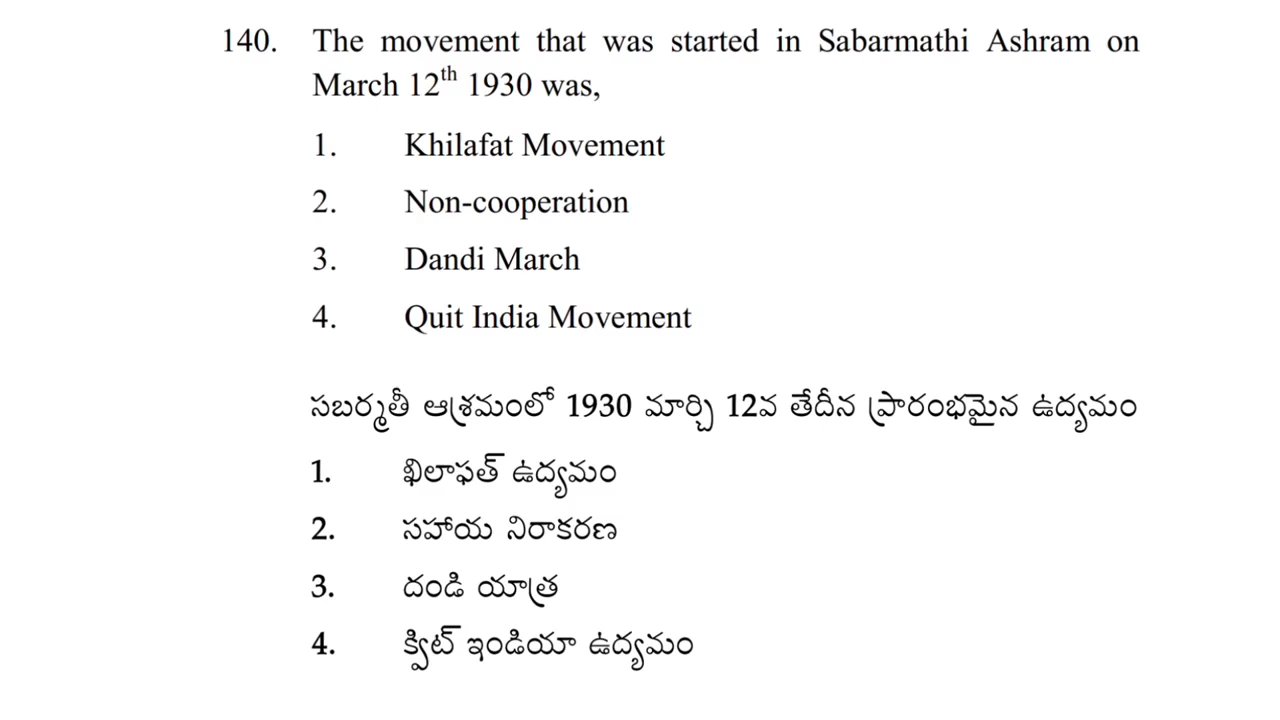 140. The movement that was started in Sabarmathi Ashram on
March 12th 1930 was,
1. Khilafat Movement
2. Non-cooperation
3. Dandi March
4. Quit India Movement
సబర్మతీ ఆశ్రమంలో 1930 మార్చి 12వ తేదీన ప్రారంభమైన ఉద్యమం
1. ఖిలాఫత్ ఉద్యమం
2. సహాయ నిరాకరణ
3. దండి యాత్ర
4. క్విట్ ఇండియా ఉద్యమం